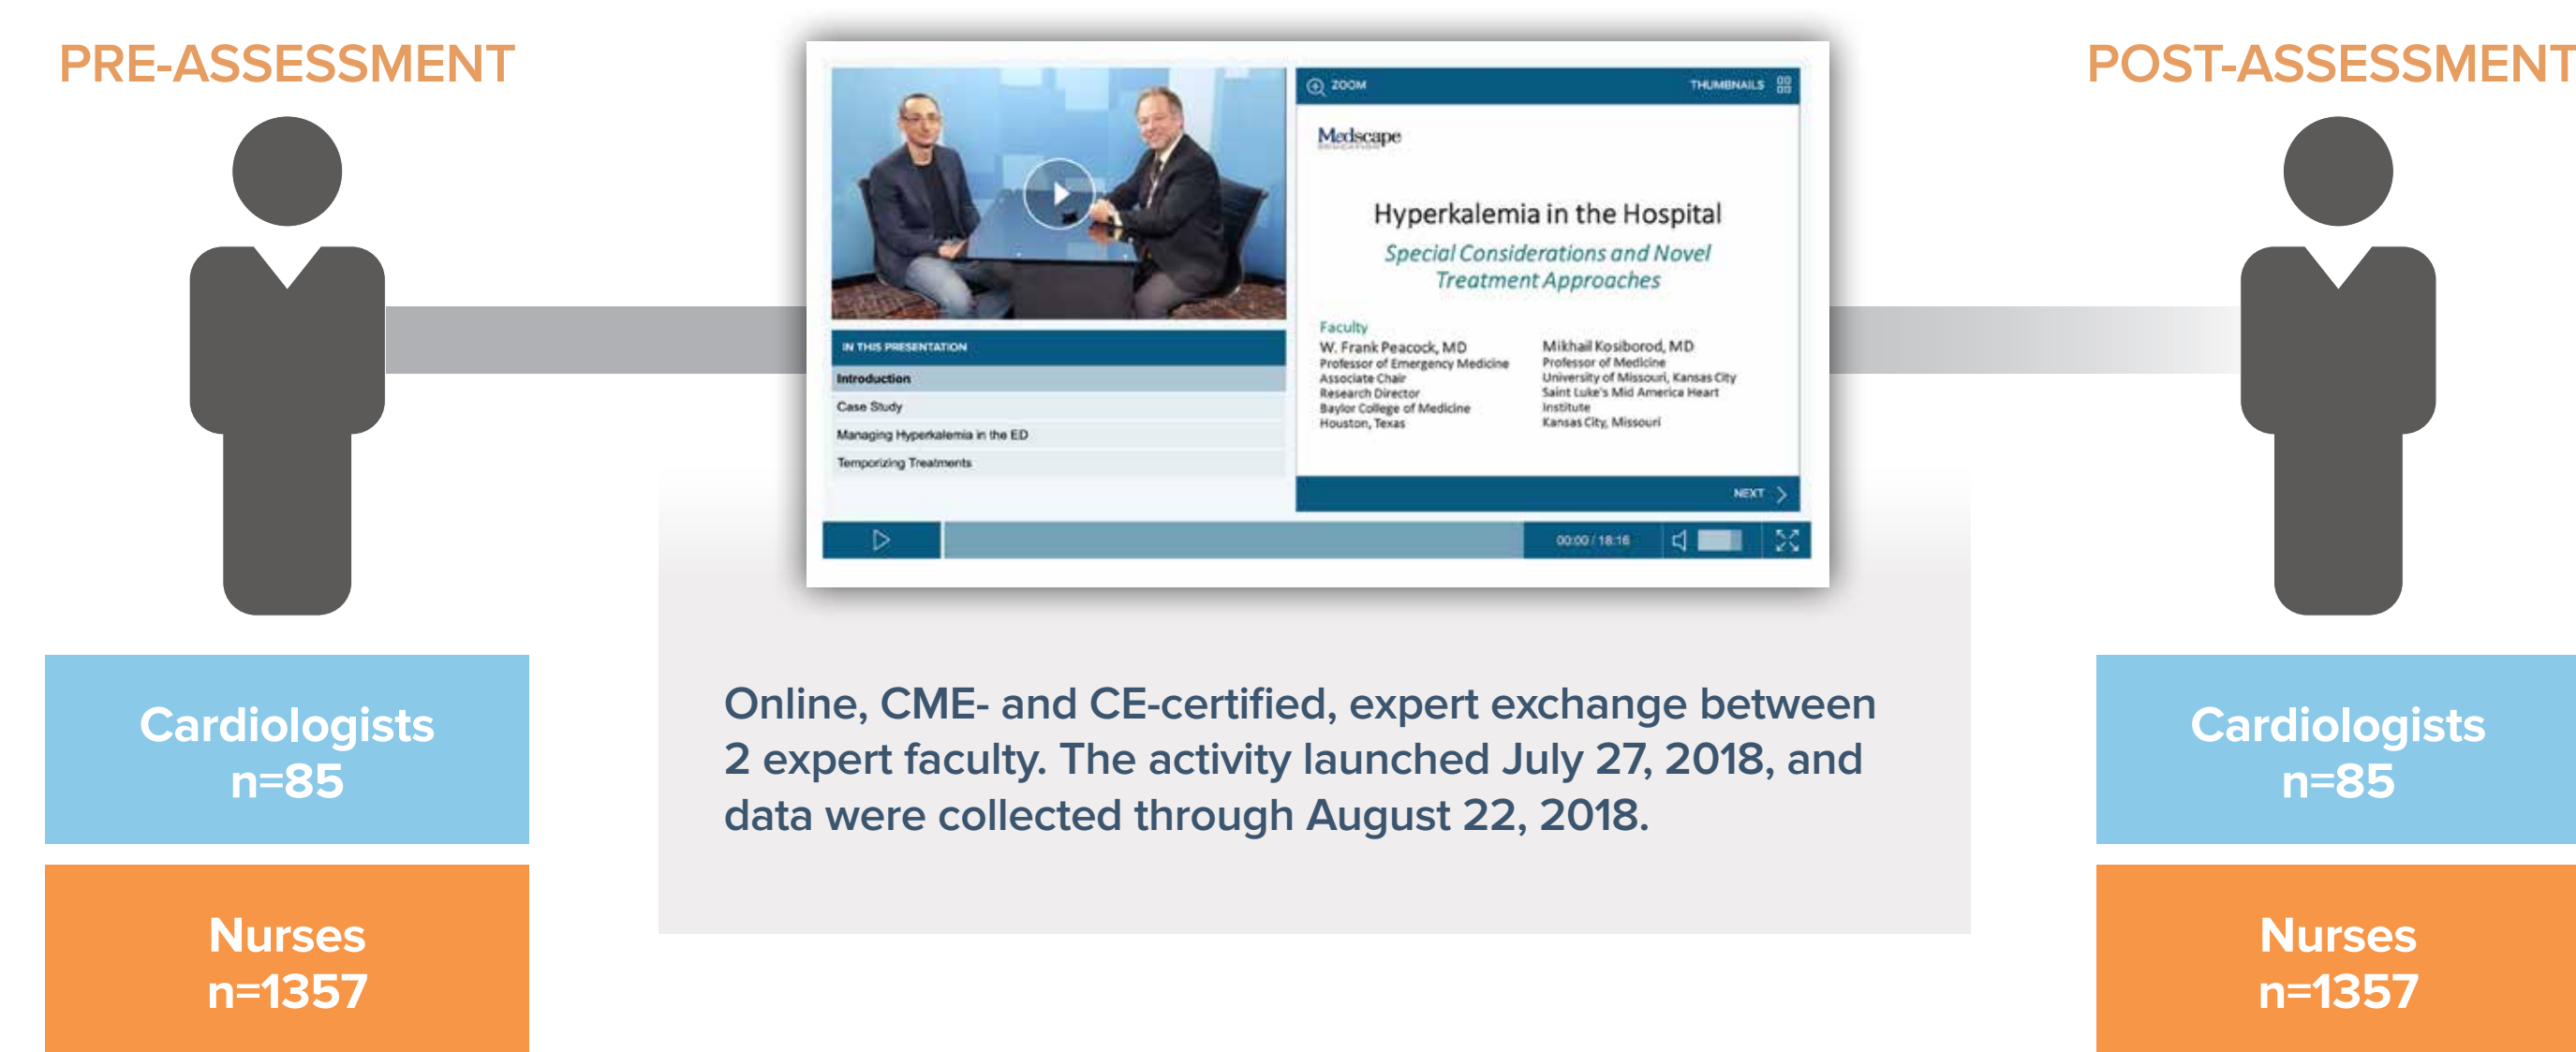 PRE-ASSESSMENT
Cardiologists
n=85
Nurses
n=1357
IN THIS PRESENTATION
Introduction
Case Study
Managing Hyperkalemia in the ED
Temporizing Treatments
ZOOM
THUMBNAILS
Medscape
EDUCATION
Hyperkalemia in the Hospital
Special Considerations and Novel
Treatment Approaches
Faculty
W. Frank Peacock, MD
Professor of Emergency Medicine
Associate Chair
Research Director
Baylor College of Medicine
Houston, Texas
Mikhail Kosiborod, MD
Professor of Medicine
University of Missouri, Kansas City
Saint Luke's Mid America Heart
Institute
Kansas City, Missouri
NEXT
00:00 / 18:16
Online, CME- and CE-certified, expert exchange between
2 expert faculty. The activity launched July 27, 2018, and
data were collected through August 22, 2018.
POST-ASSESSMENT
Cardiologists
n=85
Nurses
n=1357